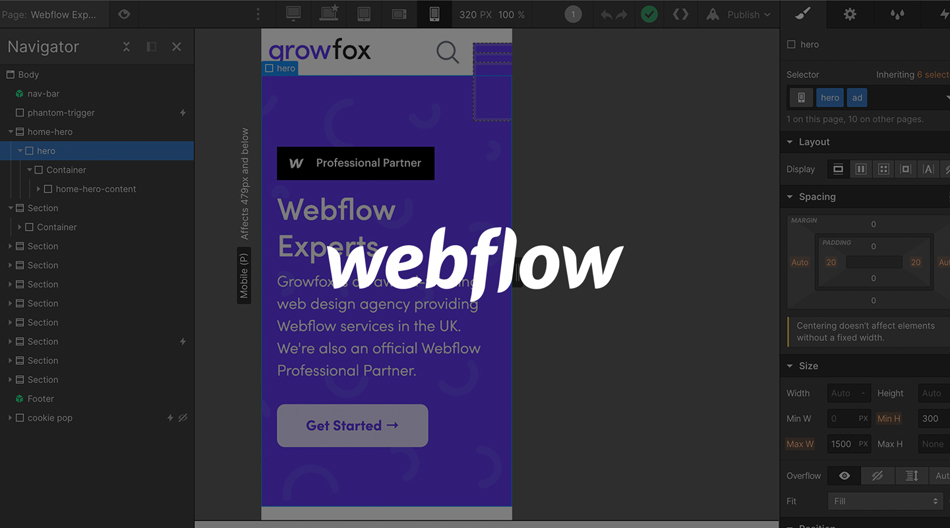 Page: Webflow Exp...
320 PX 100 %
1
Publish
Navigator
Body
nav-bar
phantom-trigger
home-hero
hero
Container
home-hero-content
Section
Container
Section
Section
Section
Section
Section
Section
Section
Section
Footer
cookie pop
Affects 479px and below
Mobile (P)
growfox
hero
W Professional Partner
Webflow
Experts
webflow
web design agency providing
Webflow services in the UK.
We're also an official Webflow
Professional Partner.
Get Started →
hero
Selector
Inheriting 6 select
hero ad
1 on this page, 10 on other pages.
Layout
Display
Spacing
MARGIN
0
PADDING
0
Auto 20 20 Auto
0
0
Centering doesn't affect elements
without a fixed width.
Size
Width Auto - Height Auto
Min W 0 PX Min H 300
Max W 1500 PX Max H None
Overflow Aut
Fit Fill
Position